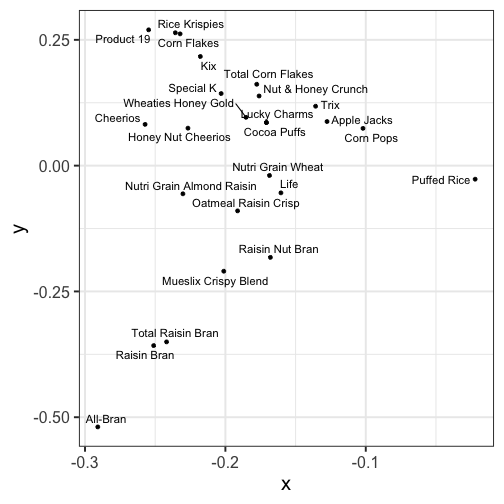 Rice Krispies
Product 19
Corn Flakes
0.25
Kix
Total Corn Flakes
Special K
Nut & Honey Crunch
Wheaties Honey Gold
Trix
Lucky Charms
Cheerios
Apple Jacks
Cocoa Puffs
Honey Nut Cheerios
Corn Pops
0.00
Nutri Grain Wheat
Puffed Rice
Nutri Grain Almond Raisin
Life
Oatmeal Raisin Crisp
y
Raisin Nut Bran
-0.25
Mueslix Crispy Blend
Total Raisin Bran
Raisin Bran
-0.50
All-Bran
-0.3
-0.2
-0.1
x